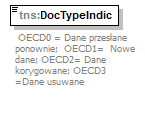 tns:DocTypeIndic
OECD0 = Dane przesłane
ponownie;  OECD1=  Nowe
dane; OECD2= Dane
korygowane; OECD3
=Dane usuwane